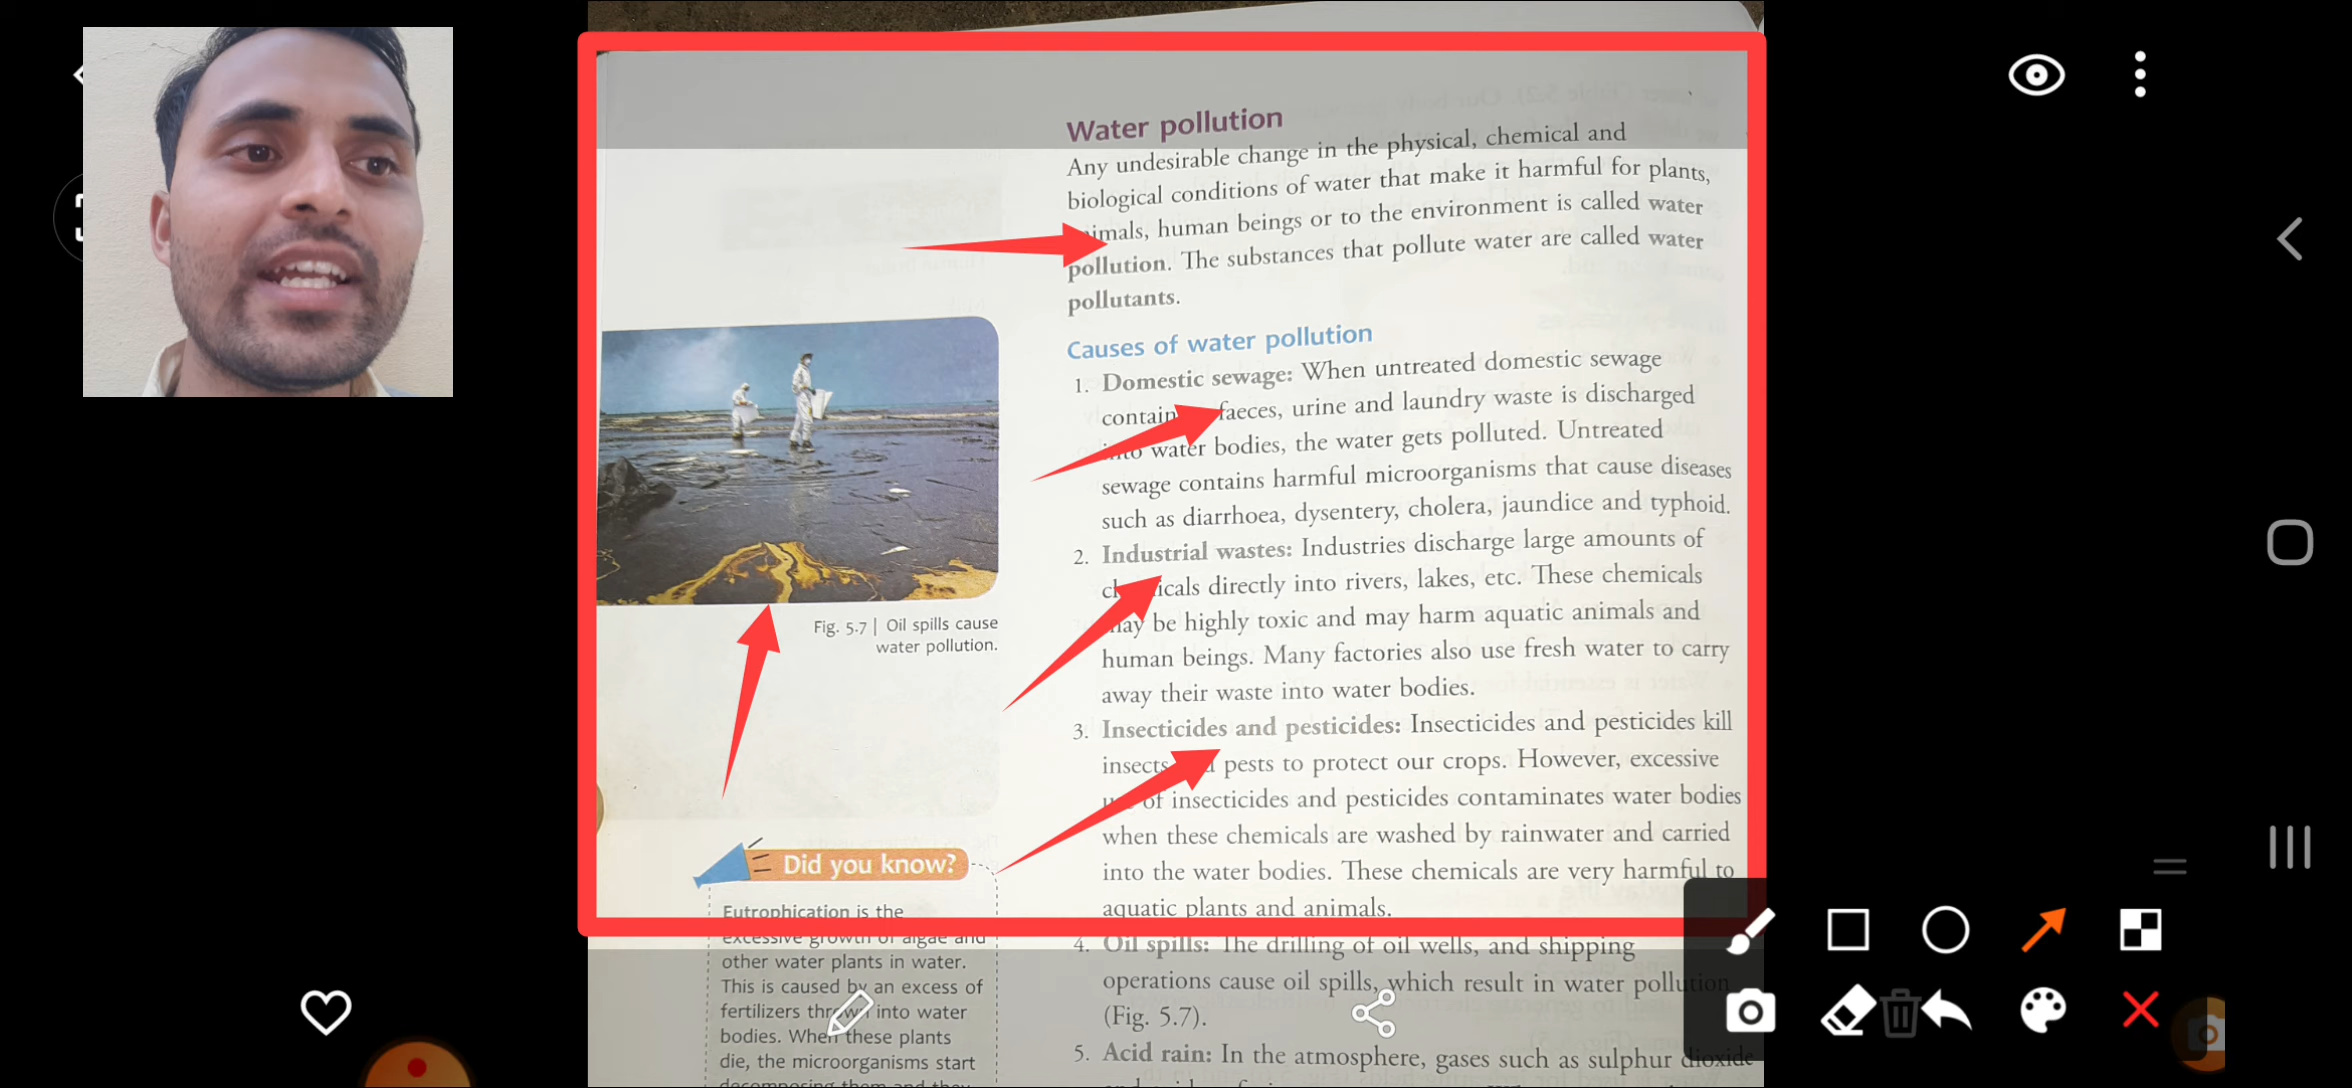 Water pollution
Any undesirable change in the physical, chemical and
biological conditions of water that make it harmful for plants,
human beings or to the environment is called water
pollution. The substances that pollute water are called water
pollutants.
Causes of water pollution
1. Domestic sewage: When untreated domestic sewage
faeces, urine and laundry waste is discharged
water bodies, the water gets polluted. Untreated
sewage contains harmful microorganisms that cause diseases
such as diarrhoea, dysentery, cholera, jaundice and typhoid.
2. Industrial wastes: Industries discharge large amounts of
directly into rivers, lakes, etc. These chemicals
may be highly toxic and may harm aquatic animals and
human beings. Many factories also use fresh water to carry
away their waste into water bodies.
3. Insecticides and pesticides: Insecticides and pesticides kill
insects pests to protect our crops. However, excessive
of insecticides and pesticides contaminates water bodies
when these chemicals are washed by rainwater and carried
into the water bodies. These chemicals are very harmful to
aquatic plants and animals.
4. Oil spills: The drilling of oil wells, and shipping
operations cause oil spills, which result in water pollution
(Fig. 5.7).
5. Acid rain: In the atmosphere, gases such as sulphur dioxide
Fig. 5.7 | Oil spills cause
water pollution.
Did you know?
Eutrophication is the
excessive growth of algae and
other water plants in water.
This is caused by an excess of
fertilizers thrown into water
bodies. When these plants
die, the microorganisms start
decomposing them and they